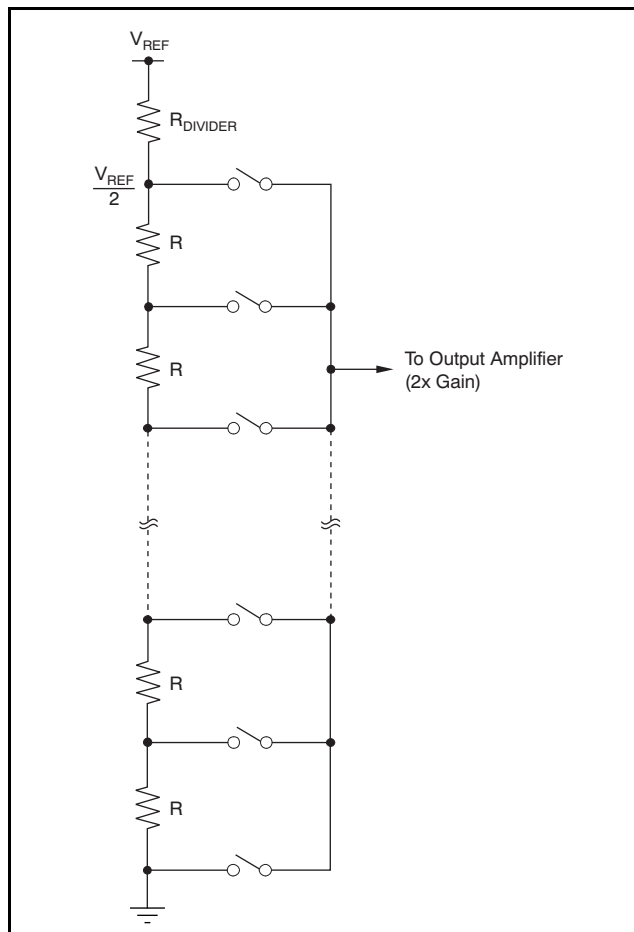 VREF
RDIVIDER
VREF
2
R
R
To Output Amplifier
(2x Gain)
R
R